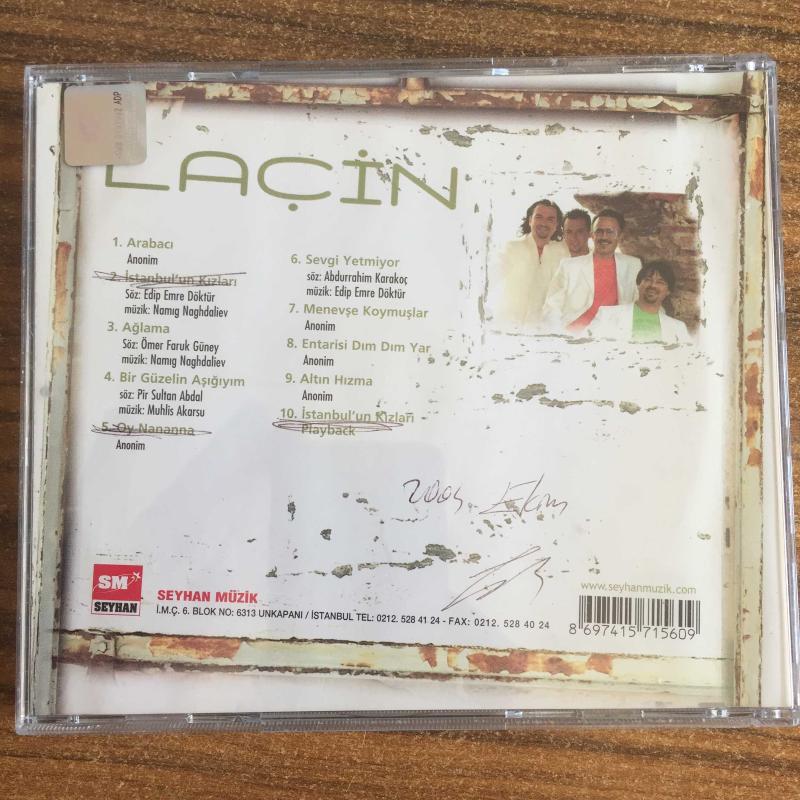 LAÇİN
1. Arabacı
Anonim
2. İstanbul'un Kızları
Söz: Edip Emre Döktür
müzik: Namıg Naghdaliev
3. Ağlama
Söz: Ömer Faruk Güney
müzik: Namıg Naghdaliev
4. Bir Güzelin Aşığıyım
söz: Pir Sultan Abdal
müzik: Muhlis Akarsu
5. Oy Nananna
Anonim
6. Sevgi Yetmiyor
söz: Abdurrahim Karakoç
müzik: Edip Emre Döktür
7. Menevşe Koymuşlar
Anonim
8. Entarisi Dım Dım Yar
Anonim
9. Altın Hızma
Anonim
10. İstanbul'un Kızları
Playback
Ekim
SM
SEYHAN
SEYHAN MÜZİK
İ.M.Ç. 6. BLOK NO: 6313 UNKAPANI / İSTANBUL TEL: 0212. 528 41 24 - FAX: 0212. 528 40 24
www.seyhanmuzik.com
8 697415 715609